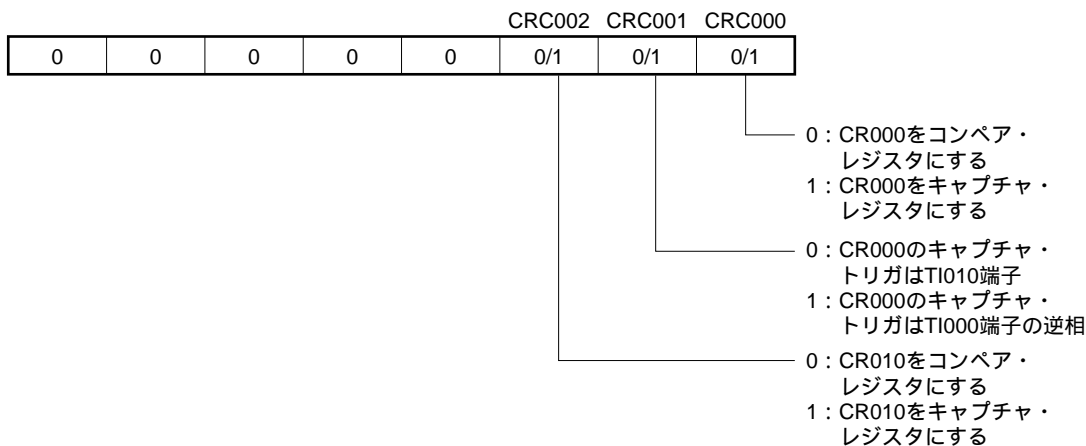 CRC002 CRC001 CRC000
0 0 0 0 0 0/1 0/1 0/1
0：CR000をコンペア・
レジスタにする
1：CR000をキャプチャ・
レジスタにする
0：CR000のキャプチャ・
トリガはTI010端子
1：CR000のキャプチャ・
トリガはTI000端子の逆相
0：CR010をコンペア・
レジスタにする
1：CR010をキャプチャ・
レジスタにする